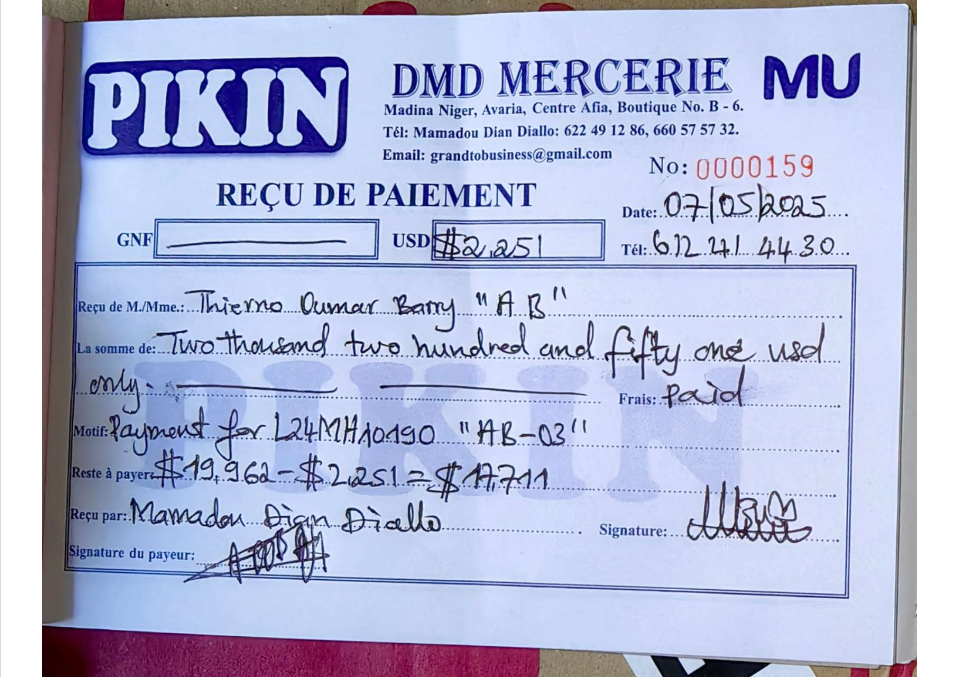 PIKIN
DMD MERCERIE
MU
Madina Niger, Avaria, Centre Afia, Boutique No. B - 6.
Tél: Mamadou Dian Diallo: 622 49 12 86, 660 57 57 32.
Email: grandtobusiness@gmail.com
No: 0000159
REÇU DE PAIEMENT
Date: 07/05/2025
GNF
USD $2,251
Tél: 612 41 44 30
Reçu de M./Mme.: Thierno Oumar Barry "AB"
La somme de: Two thousand two hundred and fifty one usd
only.
Frais: paid
Motif: Payment for L24MH10190 "AB-03"
Reste à payer: $19,962 - $2,251 = $17,711
Reçu par: Mamadou Dian Diallo
Signature:
Signature du payeur:
PIKIN